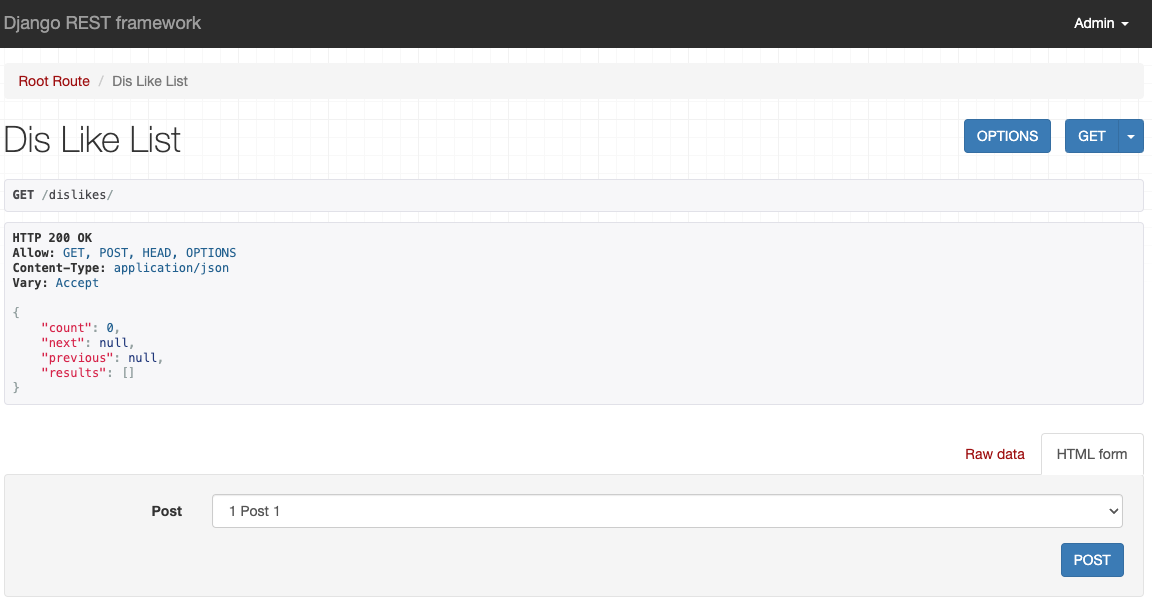 Django REST framework
Admin
Root Route / Dis Like List
Dis Like List
OPTIONS
GET
GET /dislikes/
HTTP 200 OK
Allow: GET, POST, HEAD, OPTIONS
Content-Type: application/json
Vary: Accept
{
    "count": 0,
    "next": null,
    "previous": null,
    "results": []
}
Raw data
HTML form
Post
1 Post 1
POST